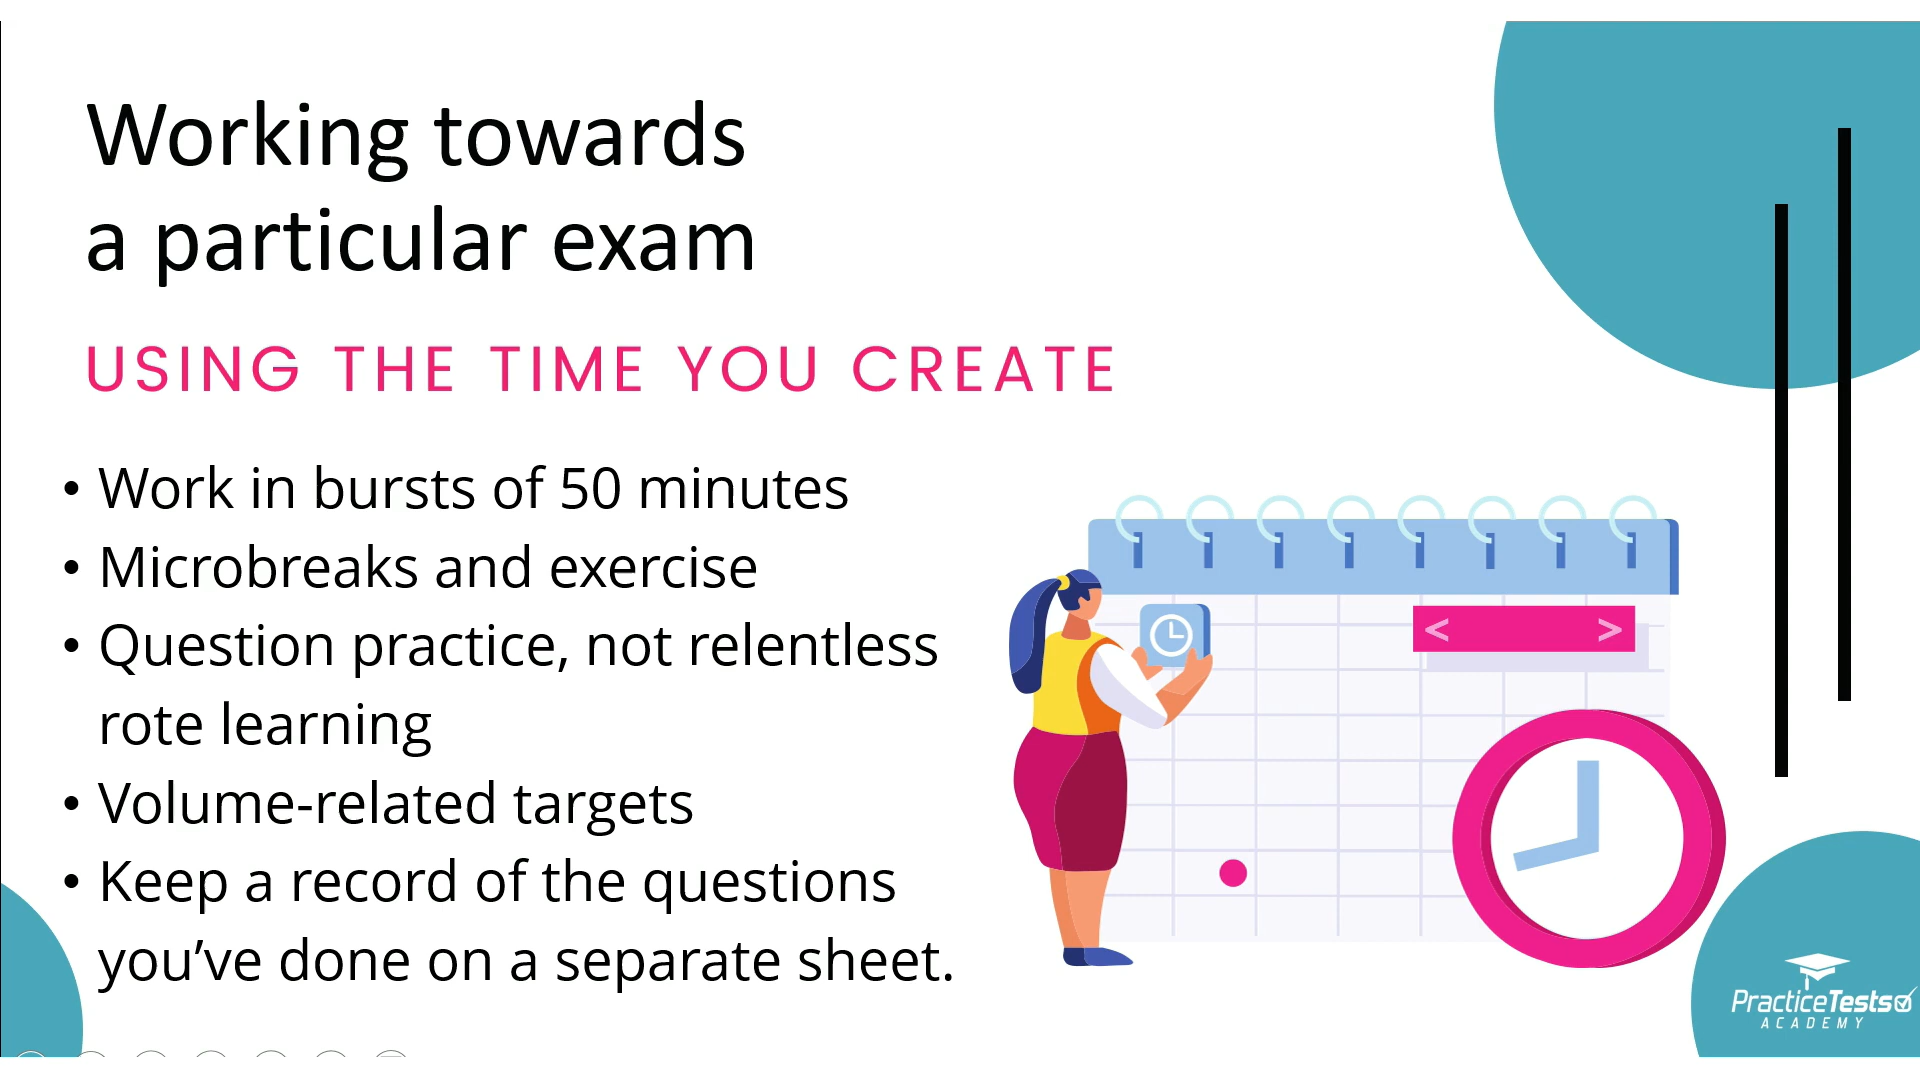 Working towards
a particular exam
USING THE TIME YOU CREATE
• Work in bursts of 50 minutes
• Microbreaks and exercise
• Question practice, not relentless
rote learning
• Volume-related targets
• Keep a record of the questions
you’ve done on a separate sheet.
< >
PracticeTests
ACADEMY